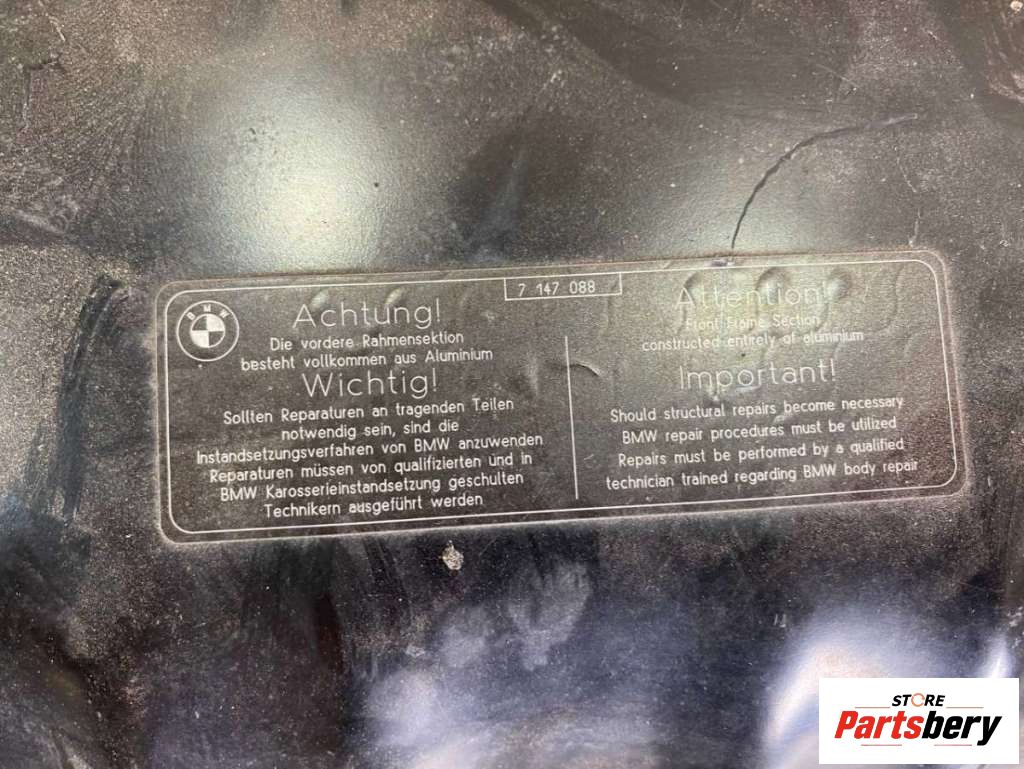 BMW
7 147 088
Achtung!
Die vordere Rahmensektion
besteht vollkommen aus Aluminium
Wichtig!
Sollten Reparaturen an tragenden Teilen
notwendig sein, sind die
Instandsetzungsverfahren von BMW anzuwenden
Reparaturen müssen von qualifizierten und in
BMW Karosserieinstandsetzung geschulten
Technikern ausgeführt werden
Attention!
Front Frame Section
constructed entirely of aluminium
Important!
Should structural repairs become necessary
BMW repair procedures must be utilized
Repairs must be performed by a qualified
technician trained regarding BMW body repair
STORE
Partsbery